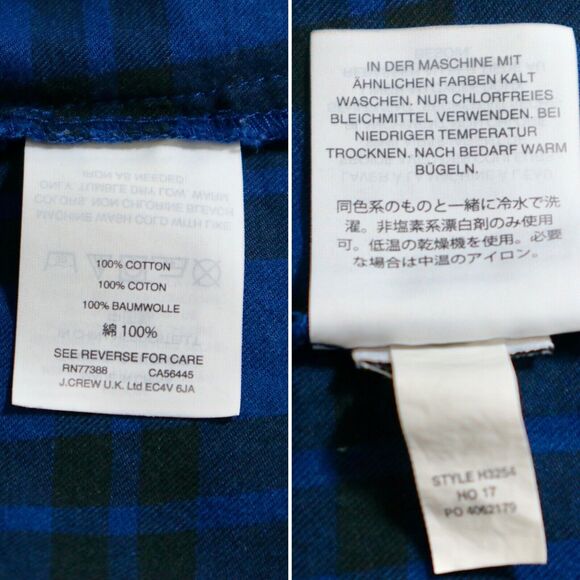 100% COTTON
100% COTON
100% BAUMWOLLE
綿 100%
SEE REVERSE FOR CARE
RN77388 CA56445
J.CREW U.K. Ltd EC4V 6JA
IN DER MASCHINE MIT
ÄHNLICHEN FARBEN KALT
WASCHEN. NUR CHLORFREIES
BLEICHMITTEL VERWENDEN. BEI
NIEDRIGER TEMPERATUR
TROCKNEN. NACH BEDARF WARM
BÜGELN.
同色系のものと一緒に冷水で洗
濯。非塩素系漂白剤のみ使用
可。低温の乾燥機を使用。必要
な場合は中温のアイロン。
STYLE H3254
HO 17
PO 4062179